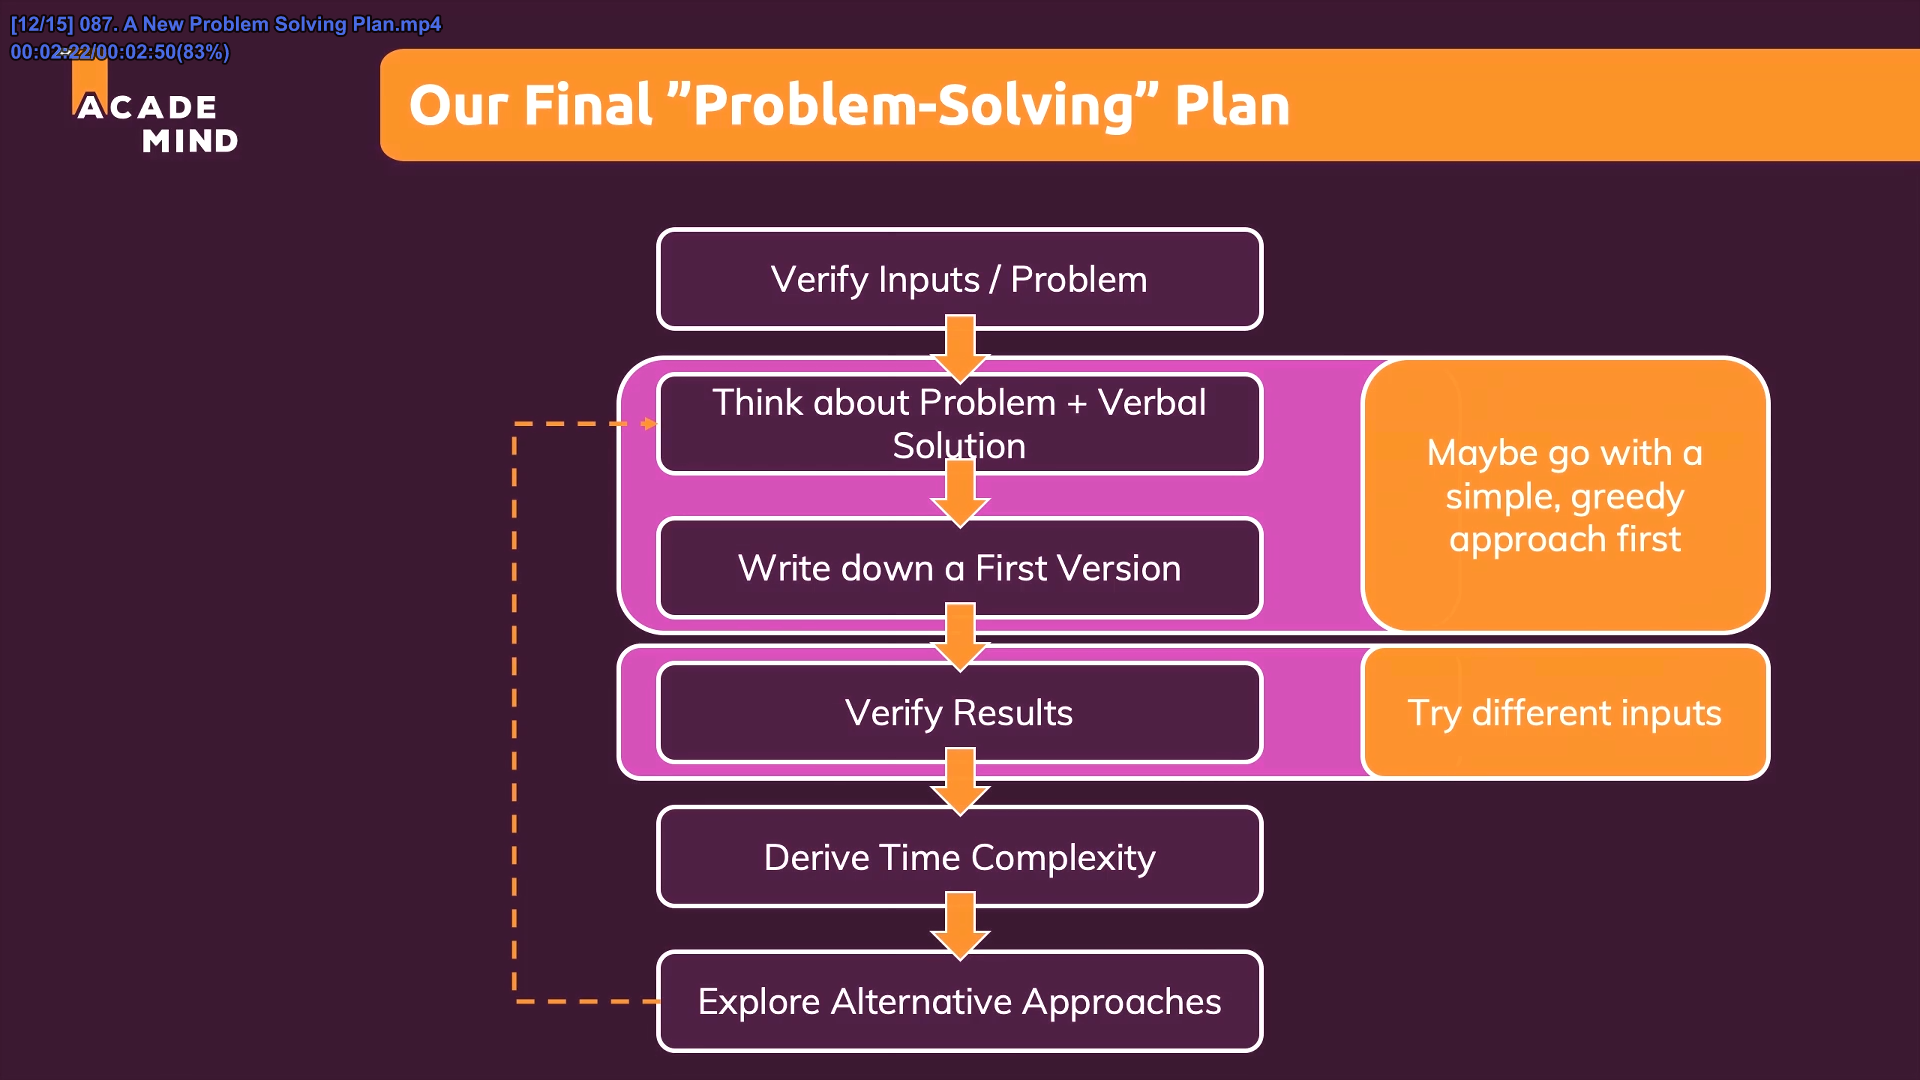 [12/15] 087. A New Problem Solving Plan.mp4
00:02:22/00:02:50(83%)
ACADE
MIND
Our Final ”Problem-Solving” Plan
Verify Inputs / Problem
Think about Problem + Verbal
Solution
Maybe go with a
simple, greedy
approach first
Write down a First Version
Verify Results
Try different inputs
Derive Time Complexity
Explore Alternative Approaches